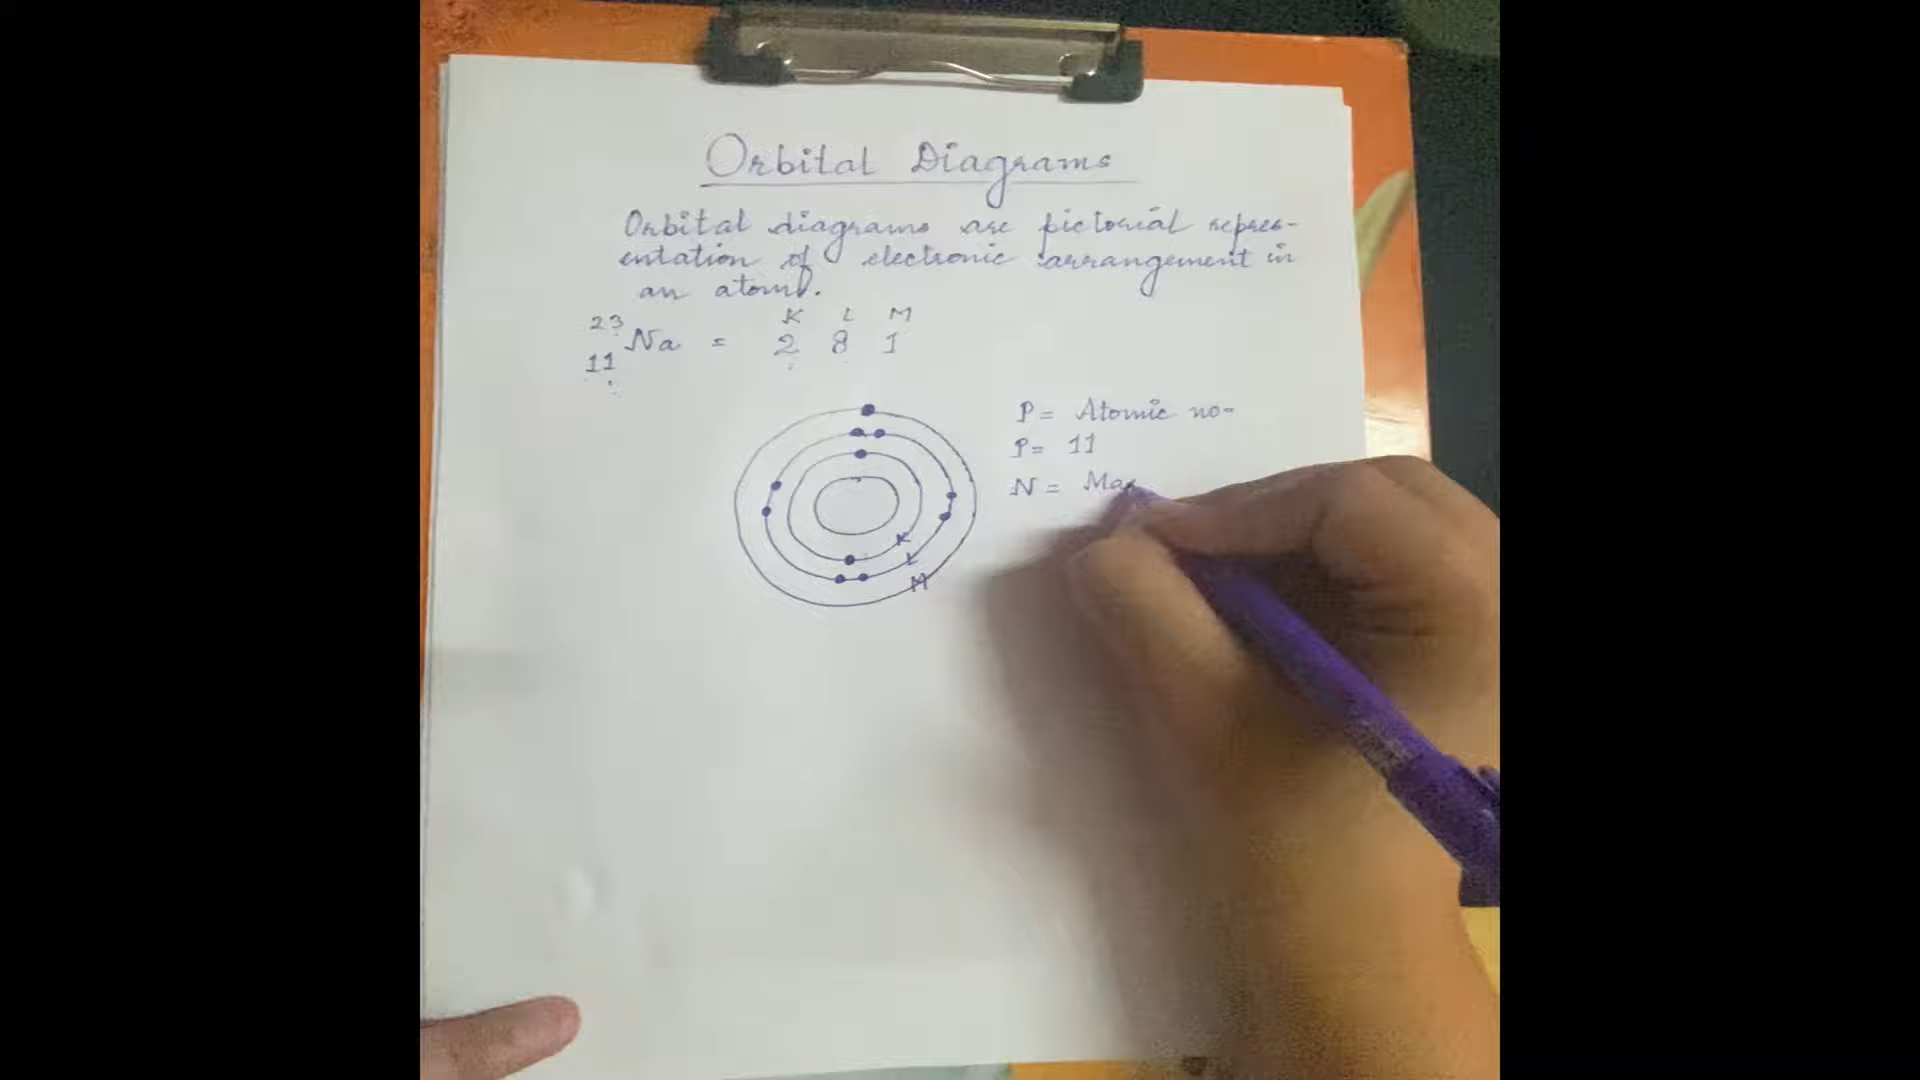 Orbital Diagrams
Orbital diagrams are pictorial repres-
entation of electronic arrangement in
an atom.
K L M
23
Na = 2 8 1
11
P = Atomic no-
P = 11
N = Mas
K
L
M